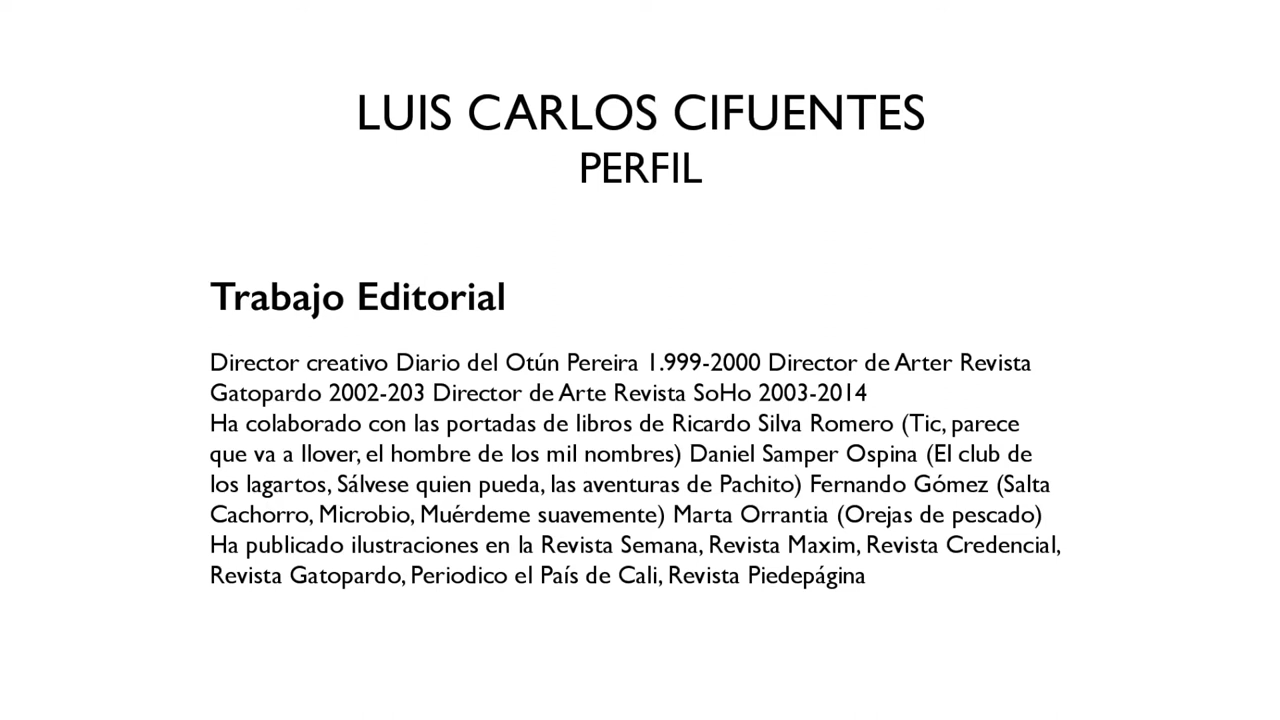 LUIS CARLOS CIFUENTES
PERFIL
Trabajo Editorial
Director creativo Diario del Otún Pereira 1.999-2000 Director de Arter Revista
Gatopardo 2002-203 Director de Arte Revista SoHo 2003-2014
Ha colaborado con las portadas de libros de Ricardo Silva Romero (Tic, parece
que va a llover, el hombre de los mil nombres) Daniel Samper Ospina (El club de
los lagartos, Sálvese quien pueda, las aventuras de Pachito) Fernando Gómez (Salta
Cachorro, Microbio, Muérdeme suavemente) Marta Orrantia (Orejas de pescado)
Ha publicado ilustraciones en la Revista Semana, Revista Maxim, Revista Credencial,
Revista Gatopardo, Periodico el País de Cali, Revista Piedepágina